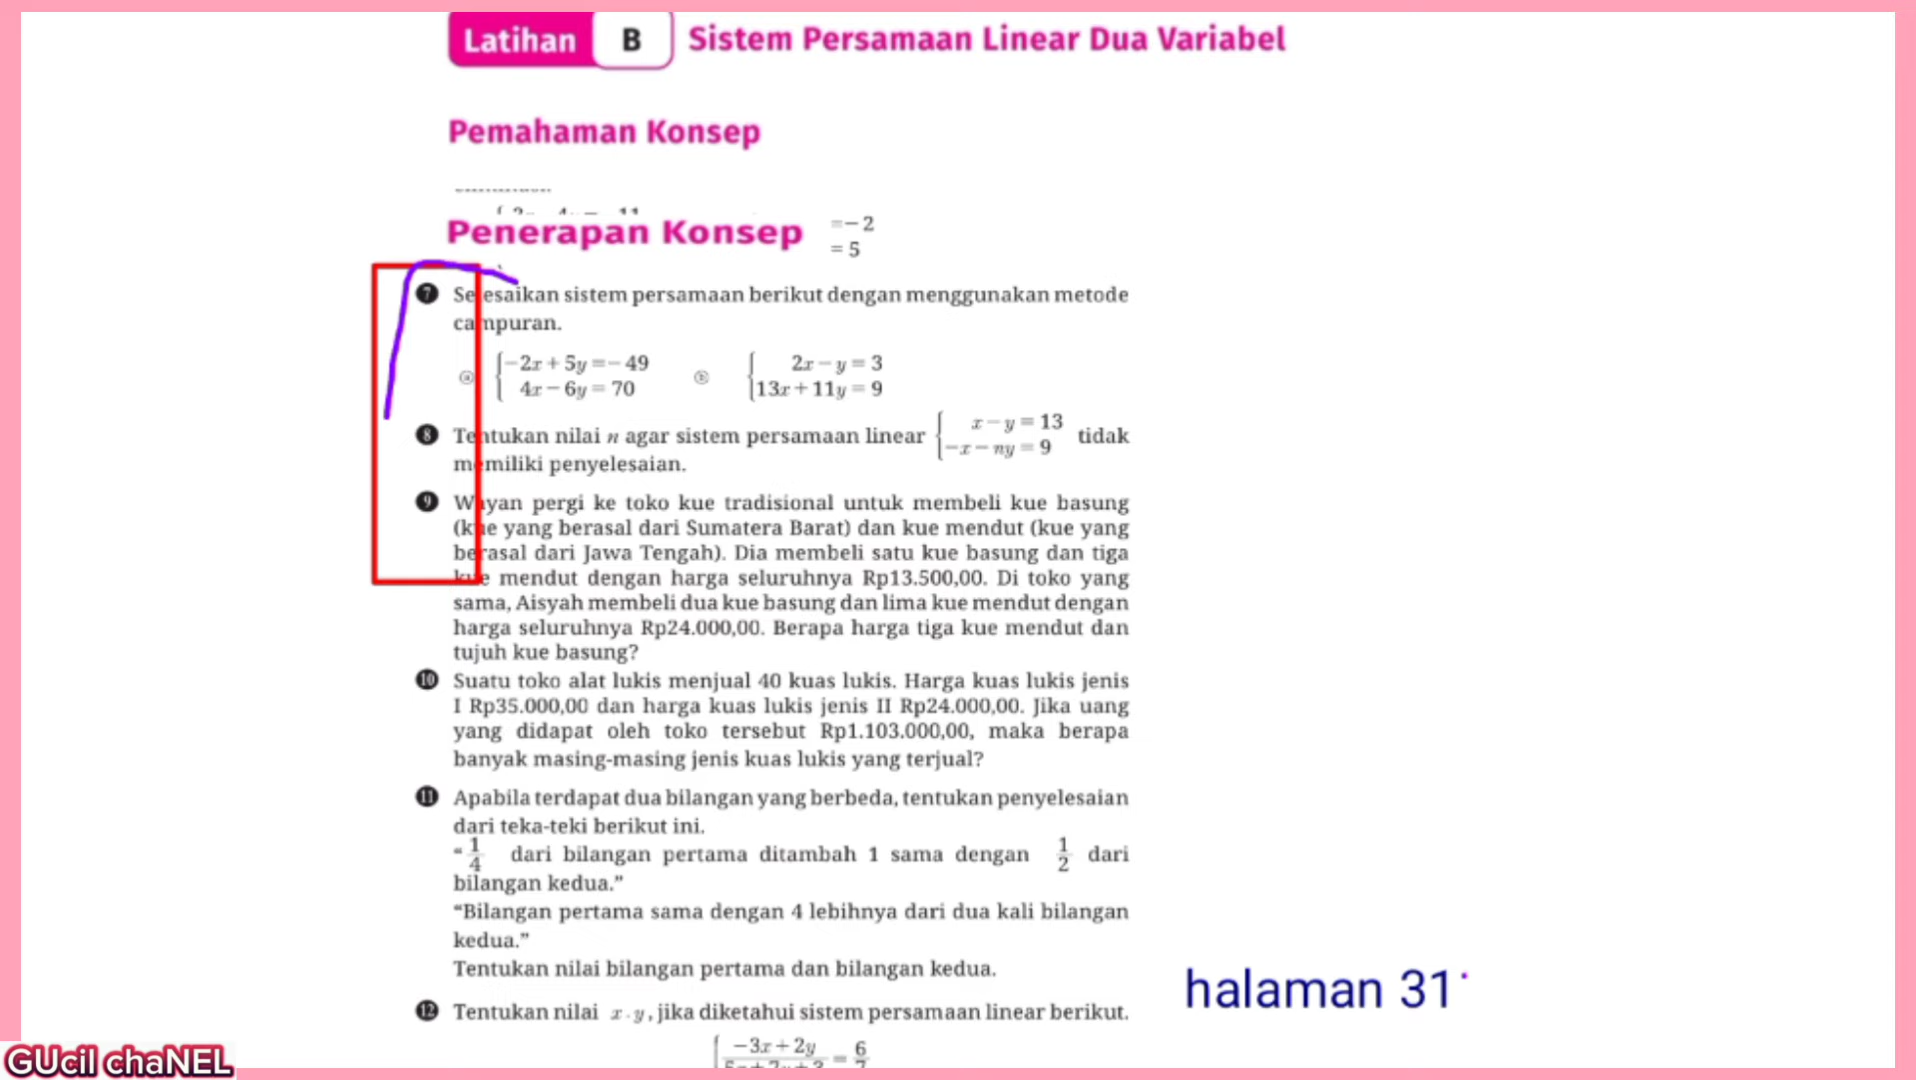 Latihan B Sistem Persamaan Linear Dua Variabel
Pemahaman Konsep
=-2
Penerapan Konsep
= 5
7 Selesaikan sistem persamaan berikut dengan menggunakan metode
campuran.
a { -2x + 5y = -49
4x - 6y = 70
b { 2x - y = 3
13x + 11y = 9
8 Tentukan nilai n agar sistem persamaan linear { x - y = 13
-x - ny = 9 tidak
memiliki penyelesaian.
9 Wayan pergi ke toko kue tradisional untuk membeli kue basung
(kue yang berasal dari Sumatera Barat) dan kue mendut (kue yang
berasal dari Jawa Tengah). Dia membeli satu kue basung dan tiga
kue mendut dengan harga seluruhnya Rp13.500,00. Di toko yang
sama, Aisyah membeli dua kue basung dan lima kue mendut dengan
harga seluruhnya Rp24.000,00. Berapa harga tiga kue mendut dan
tujuh kue basung?
10 Suatu toko alat lukis menjual 40 kuas lukis. Harga kuas lukis jenis
I Rp35.000,00 dan harga kuas lukis jenis II Rp24.000,00. Jika uang
yang didapat oleh toko tersebut Rp1.103.000,00, maka berapa
banyak masing-masing jenis kuas lukis yang terjual?
11 Apabila terdapat dua bilangan yang berbeda, tentukan penyelesaian
dari teka-teki berikut ini.
“1/4 dari bilangan pertama ditambah 1 sama dengan 1/2 dari
bilangan kedua.”
“Bilangan pertama sama dengan 4 lebihnya dari dua kali bilangan
kedua.”
Tentukan nilai bilangan pertama dan bilangan kedua.
halaman 31
12 Tentukan nilai x·y, jika diketahui sistem persamaan linear berikut.
-3x + 2y
= 6
GUcil chaNEL